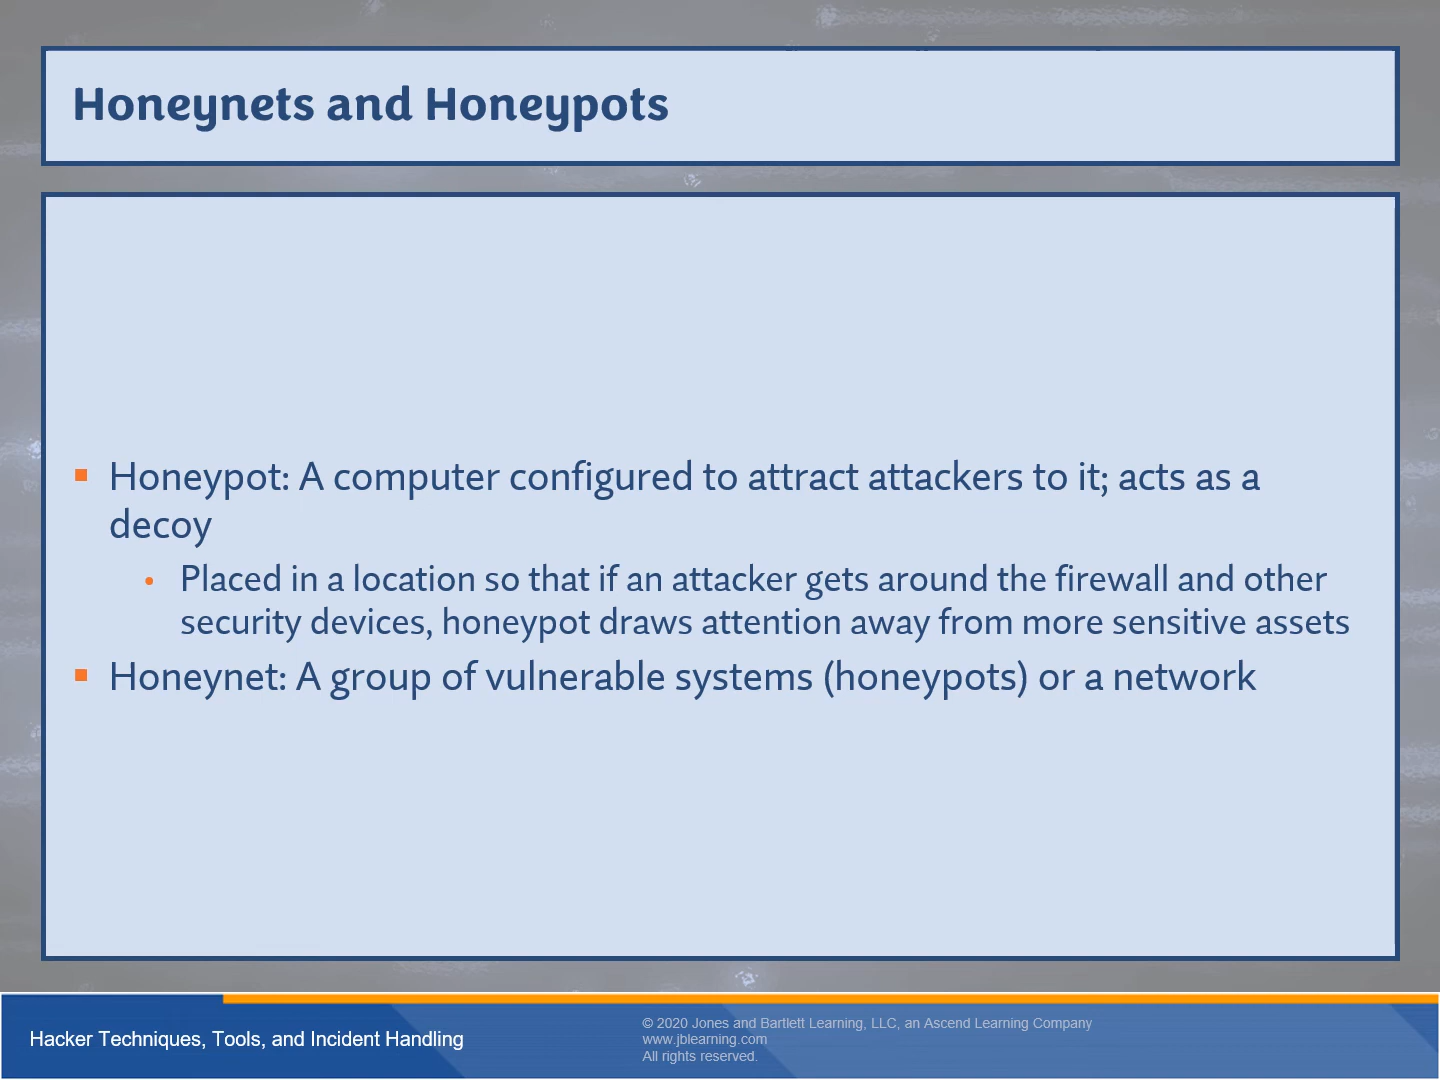 Honeynets and Honeypots
Honeypot: A computer configured to attract attackers to it; acts as a
decoy
Placed in a location so that if an attacker gets around the firewall and other
security devices, honeypot draws attention away from more sensitive assets
Honeynet: A group of vulnerable systems (honeypots) or a network
Hacker Techniques, Tools, and Incident Handling
© 2020 Jones and Bartlett Learning, LLC, an Ascend Learning Company
www.jblearning.com
All rights reserved.